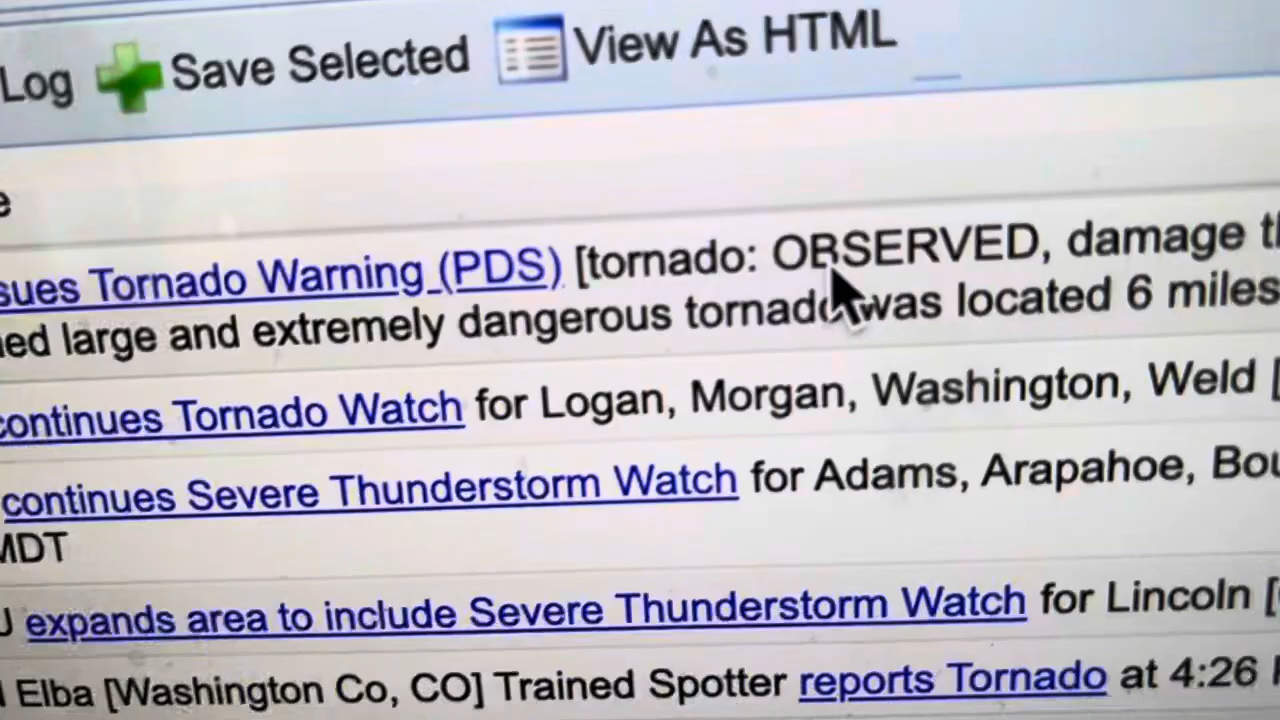 Log Save Selected View As HTML
e
sues Tornado Warning (PDS) [tornado: OBSERVED, damage t
ed large and extremely dangerous tornado was located 6 miles
continues Tornado Watch for Logan, Morgan, Washington, Weld [
continues Severe Thunderstorm Watch for Adams, Arapahoe, Bou
MDT
J expands area to include Severe Thunderstorm Watch for Lincoln [
Elba [Washington Co, CO] Trained Spotter reports Tornado at 4:26